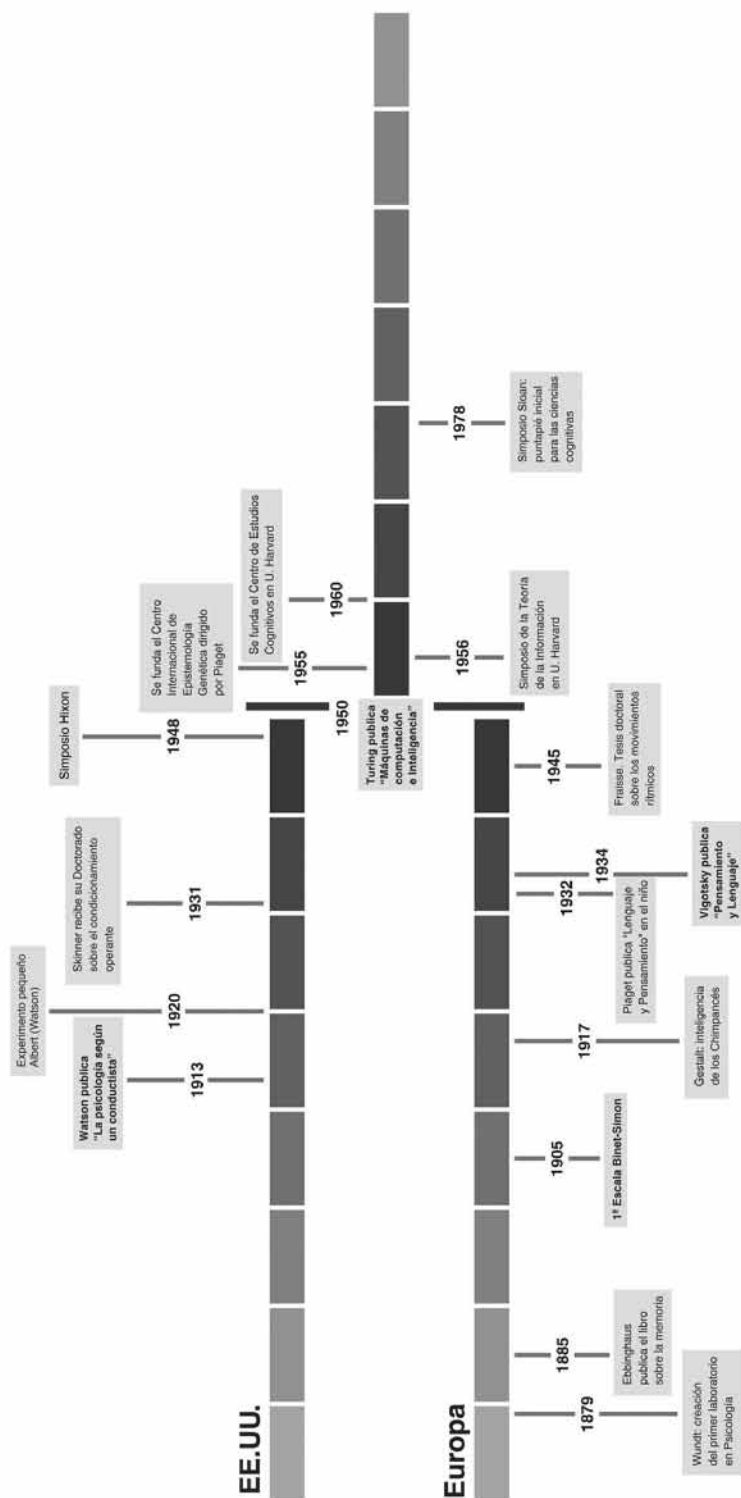 EE.UU.
Experimento pequeño
Albert (Watson)
1920
Watson publica
"La psicología según
un conductista"
1913
Skinner recibe su Doctorado
sobre el condicionamiento
operante
1931
Simposio Hixon
1948
Se funda el Centro
Internacional de
Epistemología
Genética dirigido
por Piaget
1955
Se funda el Centro de Estudios
Cognitivos en U. Harvard
1960
1950
Turing publica
"Máquinas de
computación
e Inteligencia"
1956
Simposio de la Teoría
de la Información
en U. Harvard
1978
Simposio Sloan:
puntapié inicial
para las ciencias
cognitivas
Europa
1879
Wundt: creación
del primer laboratorio
en Psicología
1885
Ebbinghaus
publica el libro
sobre la memoria
1905
1ª Escala Binet-Simon
1917
Gestalt: inteligencia
de los Chimpancés
1932
Piaget publica "Lenguaje
y Pensamiento" en el niño
1934
Vigotsky publica
"Pensamiento
y Lenguaje"
1945
Fraisse. Tesis doctoral
sobre los movimientos
rítmicos